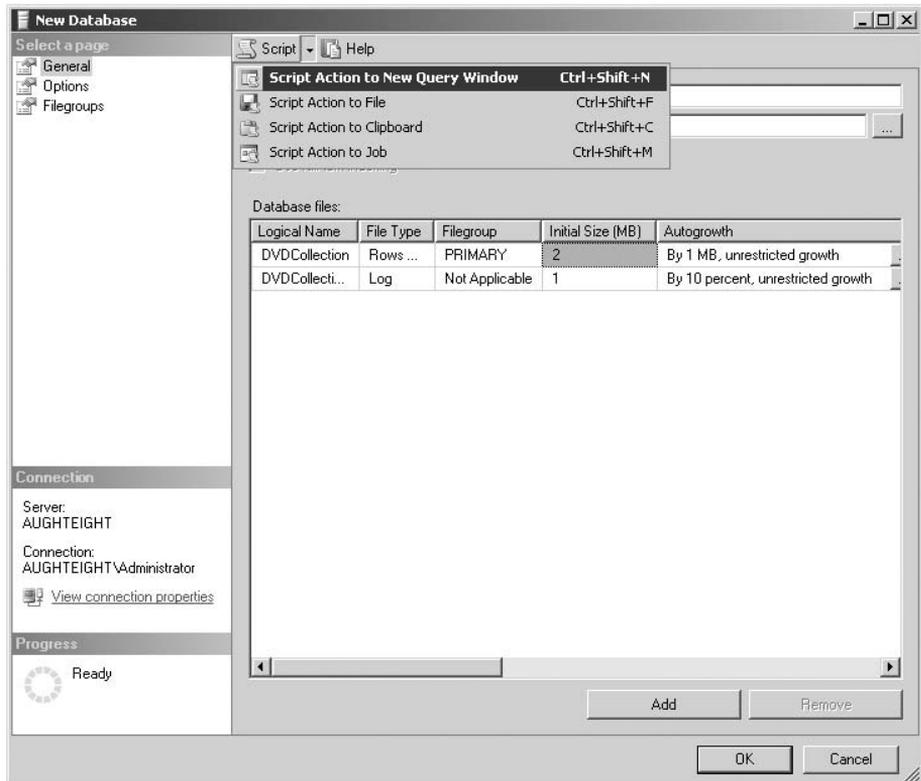 New Database
Select a page
General
Options
Filegroups
Script Help
Script Action to New Query Window Ctrl+Shift+N
Script Action to File Ctrl+Shift+F
Script Action to Clipboard Ctrl+Shift+C
Script Action to Job Ctrl+Shift+M
...
Database files:
Logical Name File Type Filegroup Initial Size (MB) Autogrowth
DVDCollection Rows ... PRIMARY 2 By 1 MB, unrestricted growth
DVDCollecti... Log Not Applicable 1 By 10 percent, unrestricted growth
Connection
Server:
AUGHTEIGHT
Connection:
AUGHTEIGHT\Administrator
View connection properties
Progress
Ready
Add Remove
OK Cancel